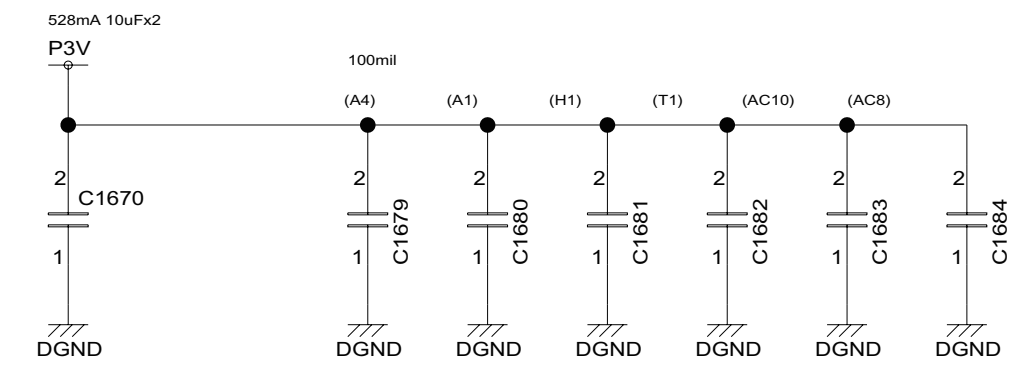 528mA 10uFx2
P3V
100mil
(A4) (A1) (H1) (T1) (AC10) (AC8)
2 2 2 2 2 2 2
C1670 C1679 C1680 C1681 C1682 C1683 C1684
1 1 1 1 1 1 1
DGND DGND DGND DGND DGND DGND DGND